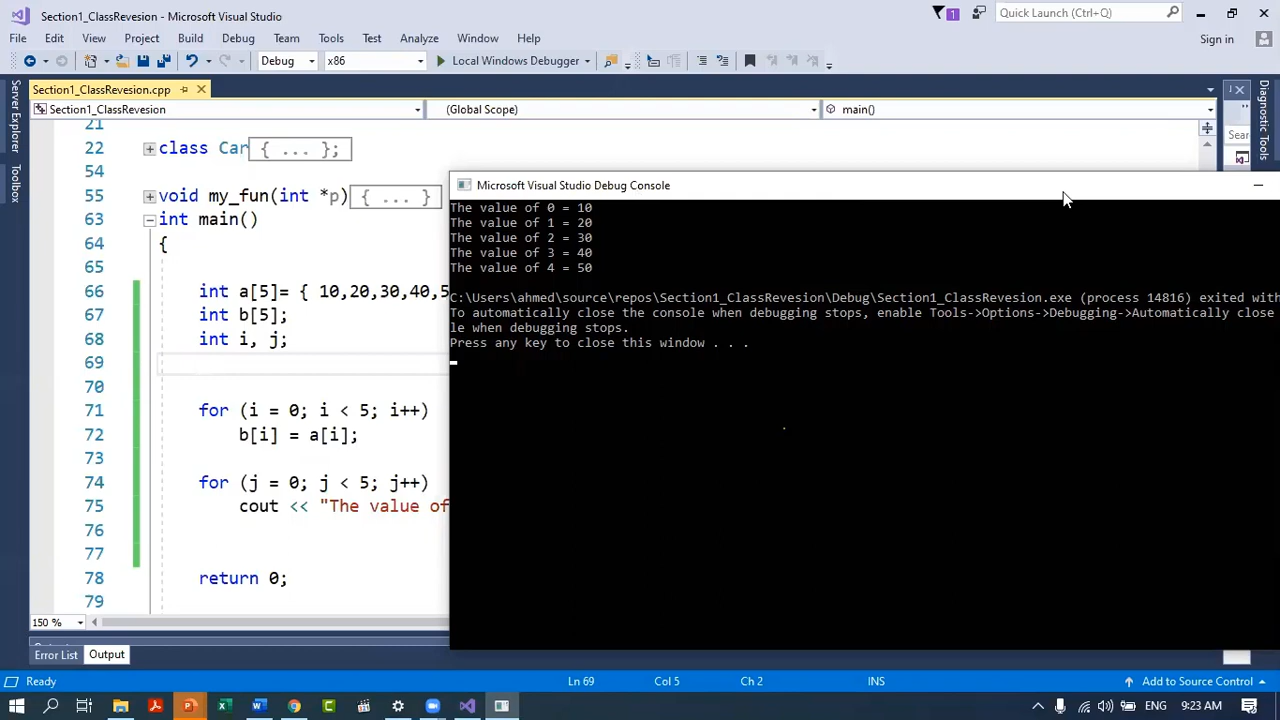 Section1_ClassRevesion - Microsoft Visual Studio
1
Quick Launch (Ctrl+Q)
File Edit View Project Build Debug Team Tools Test Analyze Window Help
Sign in
Debug x86 Local Windows Debugger
Server Explorer
Toolbox
Section1_ClassRevesion.cpp
Section1_ClassRevesion (Global Scope) main()
Diagnostic Tools
Sear
21
22 class Car{ ... };
54
55 void my_fun(int *p){ ... }
63 int main()
64 {
65
66 int a[5]= { 10,20,30,40,5
67 int b[5];
68 int i, j;
69
70
71 for (i = 0; i < 5; i++)
72 b[i] = a[i];
73
74 for (j = 0; j < 5; j++)
75 cout << "The value of
76
77
78 return 0;
79
Microsoft Visual Studio Debug Console
The value of 0 = 10
The value of 1 = 20
The value of 2 = 30
The value of 3 = 40
The value of 4 = 50
C:\Users\ahmed\source\repos\Section1_ClassRevesion\Debug\Section1_ClassRevesion.exe (process 14816) exited with
To automatically close the console when debugging stops, enable Tools->Options->Debugging->Automatically close
le when debugging stops.
Press any key to close this window . . .
150 %
Error List Output
Ready Ln 69 Col 5 Ch 2 INS Add to Source Control
ENG 9:23 AM